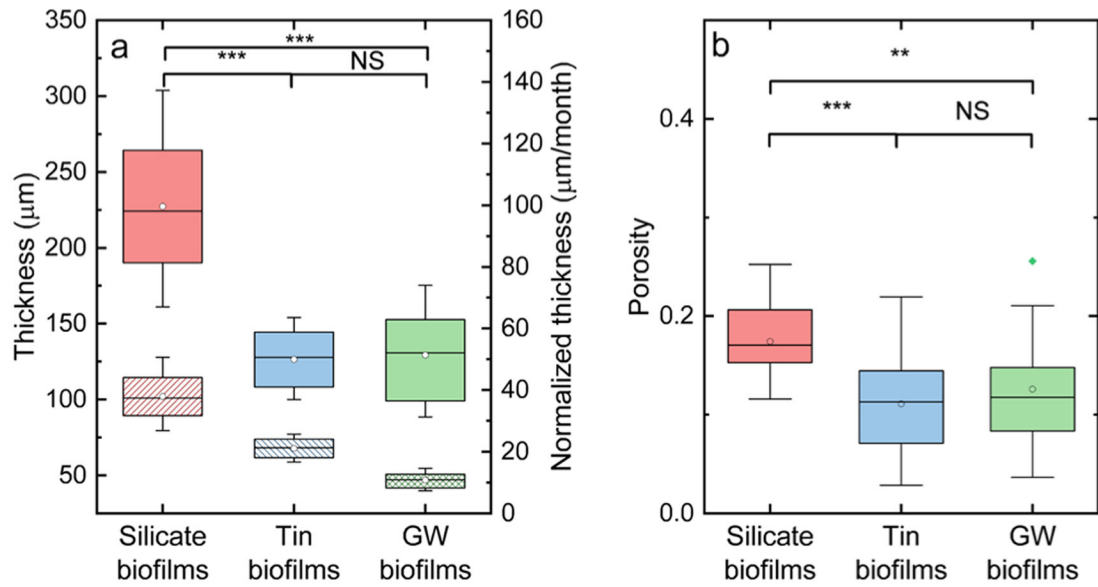 a
***
***
NS
350
300
250
200
150
100
50
Thickness (μm)
160
140
120
100
80
60
40
20
0
Normalized thickness (μm/month)
Silicate
biofilms
Tin
biofilms
GW
biofilms
b
**
***
NS
0.4
0.2
0.0
Porosity
Silicate
biofilms
Tin
biofilms
GW
biofilms